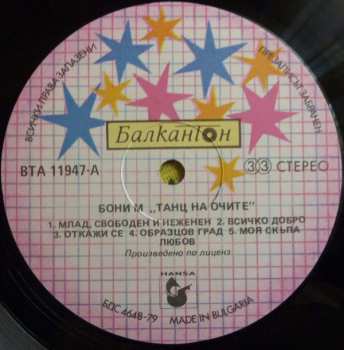 ВСИЧКИ ПРАВА ЗАПАЗЕНИ
ПРЕЗАПИСЪТ ЗАБРАНЕН
Балкантон
ВТА 11947-А
33 СТЕРЕО
БОНИ М „ТАНЦ НА ОЧИТЕ"
1. МЛАД, СВОБОДЕН И НЕЖЕНЕН 2. ВСИЧКО ДОБРО
3. ОТКАЖИ СЕ 4. ОБРАЗЦОВ ГРАД 5. МОЯ СКЪПА
ЛЮБОВ
Произведено по лиценз
HANSA
БДС 4648-79
MADE IN BULGARIA